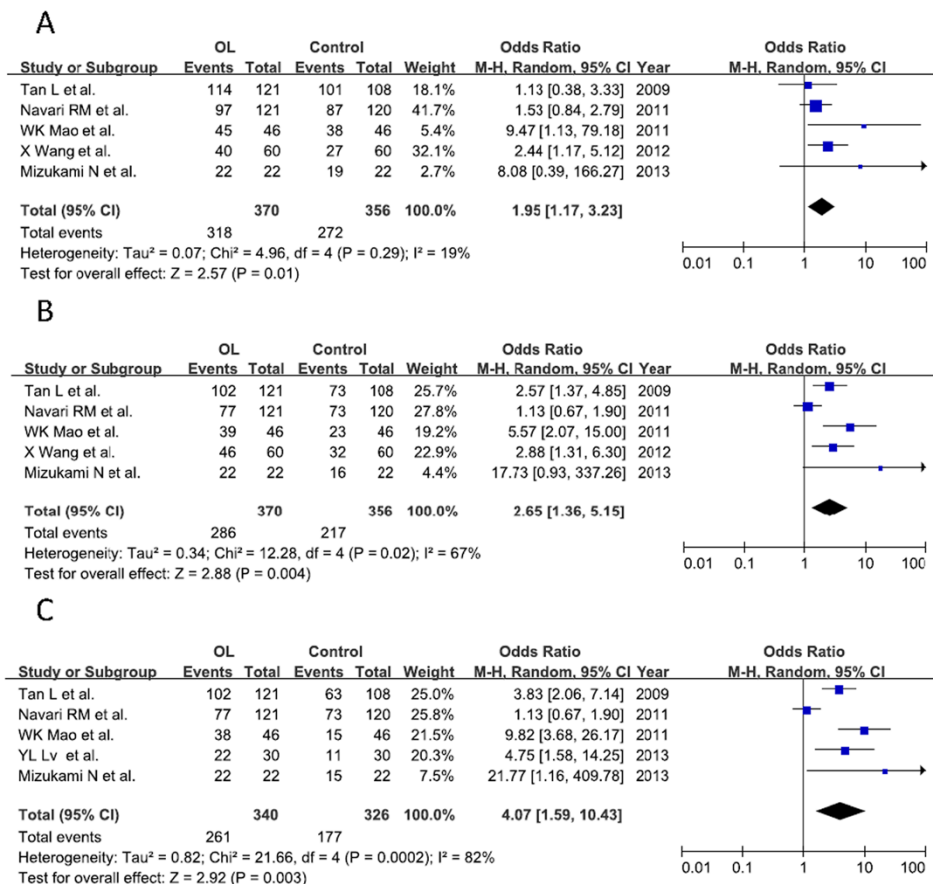 A
OL Control Odds Ratio Odds Ratio
Study or Subgroup Events Total Events Total Weight M-H, Random, 95% CI Year M-H, Random, 95% CI
Tan L et al. 114 121 101 108 18.1% 1.13 [0.38, 3.33] 2009
Navari RM et al. 97 121 87 120 41.7% 1.53 [0.84, 2.79] 2011
WK Mao et al. 45 46 38 46 5.4% 9.47 [1.13, 79.18] 2011
X Wang et al. 40 60 27 60 32.1% 2.44 [1.17, 5.12] 2012
Mizukami N et al. 22 22 19 22 2.7% 8.08 [0.39, 166.27] 2013
Total (95% CI) 370 356 100.0% 1.95 [1.17, 3.23]
Total events 318 272
Heterogeneity: Tau² = 0.07; Chi² = 4.96, df = 4 (P = 0.29); I² = 19%
Test for overall effect: Z = 2.57 (P = 0.01)
0.01 0.1 1 10 100
B
OL Control Odds Ratio Odds Ratio
Study or Subgroup Events Total Events Total Weight M-H, Random, 95% CI Year M-H, Random, 95% CI
Tan L et al. 102 121 73 108 25.7% 2.57 [1.37, 4.85] 2009
Navari RM et al. 77 121 73 120 27.8% 1.13 [0.67, 1.90] 2011
WK Mao et al. 39 46 23 46 19.2% 5.57 [2.07, 15.00] 2011
X Wang et al. 46 60 32 60 22.9% 2.88 [1.31, 6.30] 2012
Mizukami N et al. 22 22 16 22 4.4% 17.73 [0.93, 337.26] 2013
Total (95% CI) 370 356 100.0% 2.65 [1.36, 5.15]
Total events 286 217
Heterogeneity: Tau² = 0.34; Chi² = 12.28, df = 4 (P = 0.02); I² = 67%
Test for overall effect: Z = 2.88 (P = 0.004)
0.01 0.1 1 10 100
C
OL Control Odds Ratio Odds Ratio
Study or Subgroup Events Total Events Total Weight M-H, Random, 95% CI Year M-H, Random, 95% CI
Tan L et al. 102 121 63 108 25.0% 3.83 [2.06, 7.14] 2009
Navari RM et al. 77 121 73 120 25.8% 1.13 [0.67, 1.90] 2011
WK Mao et al. 38 46 15 46 21.5% 9.82 [3.68, 26.17] 2011
YL Lv et al. 22 30 11 30 20.3% 4.75 [1.58, 14.25] 2013
Mizukami N et al. 22 22 15 22 7.5% 21.77 [1.16, 409.78] 2013
Total (95% CI) 340 326 100.0% 4.07 [1.59, 10.43]
Total events 261 177
Heterogeneity: Tau² = 0.82; Chi² = 21.66, df = 4 (P = 0.0002); I² = 82%
Test for overall effect: Z = 2.92 (P = 0.003)
0.01 0.1 1 10 100